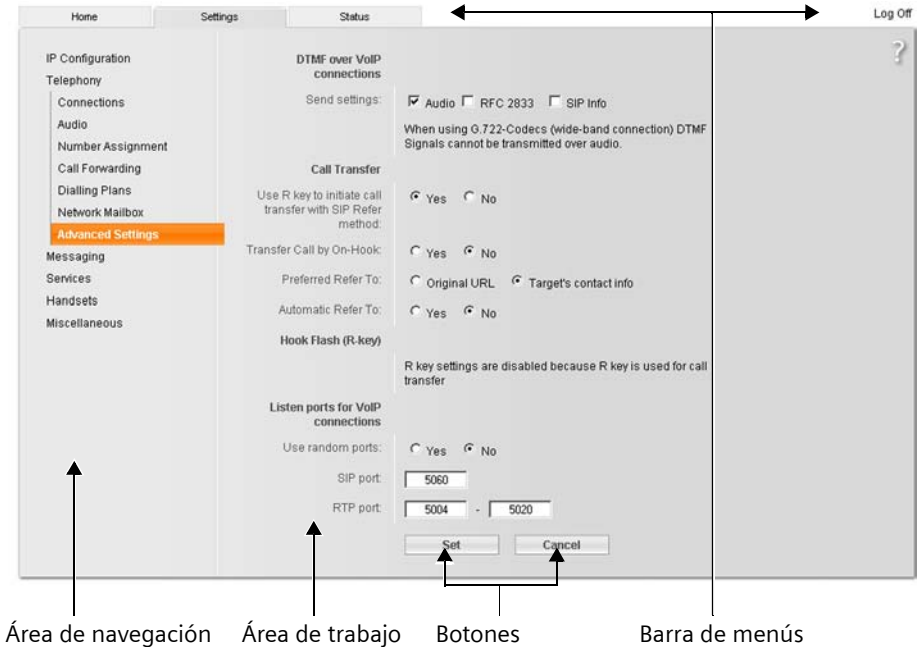 Home Settings Status Log Off
?
IP Configuration
Telephony
Connections
Audio
Number Assignment
Call Forwarding
Dialling Plans
Network Mailbox
Advanced Settings
Messaging
Services
Handsets
Miscellaneous
DTMF over VoIP
connections
Send settings: Audio RFC 2833 SIP Info
When using G.722-Codecs (wide-band connection) DTMF
Signals cannot be transmitted over audio.
Call Transfer
Use R key to initiate call
transfer with SIP Refer
method:
Yes No
Transfer Call by On-Hook: Yes No
Preferred Refer To: Original URL Target's contact info
Automatic Refer To: Yes No
Hook Flash (R-key)
R key settings are disabled because R key is used for call
transfer
Listen ports for VoIP
connections
Use random ports: Yes No
SIP port: 5060
RTP port: 5004 - 5020
Set Cancel
Área de navegación Área de trabajo Botones Barra de menús